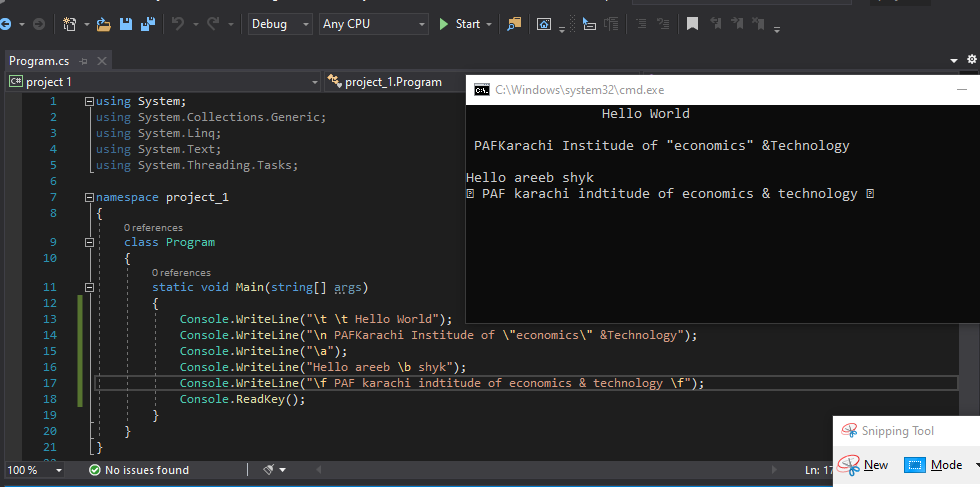 Debug
Any CPU
Start
Program.cs
project 1
project_1.Program
1 using System;
2 using System.Collections.Generic;
3 using System.Linq;
4 using System.Text;
5 using System.Threading.Tasks;
6
7 namespace project_1
8 {
0 references
9 class Program
10 {
0 references
11 static void Main(string[] args)
12 {
13 Console.WriteLine("\t \t Hello World");
14 Console.WriteLine("\n PAFKarachi Institude of \"economics\" &Technology");
15 Console.WriteLine("\a");
16 Console.WriteLine("Hello areeb \b shyk");
17 Console.WriteLine("\f PAF karachi indtitude of economics & technology \f");
18 Console.ReadKey();
19 }
20 }
21 }
100 %
No issues found
Ln: 17
C:\Windows\system32\cmd.exe
Hello World
PAFKarachi Institude of "economics" &Technology
Hello areeb shyk
PAF karachi indtitude of economics & technology
Snipping Tool
New
Mode